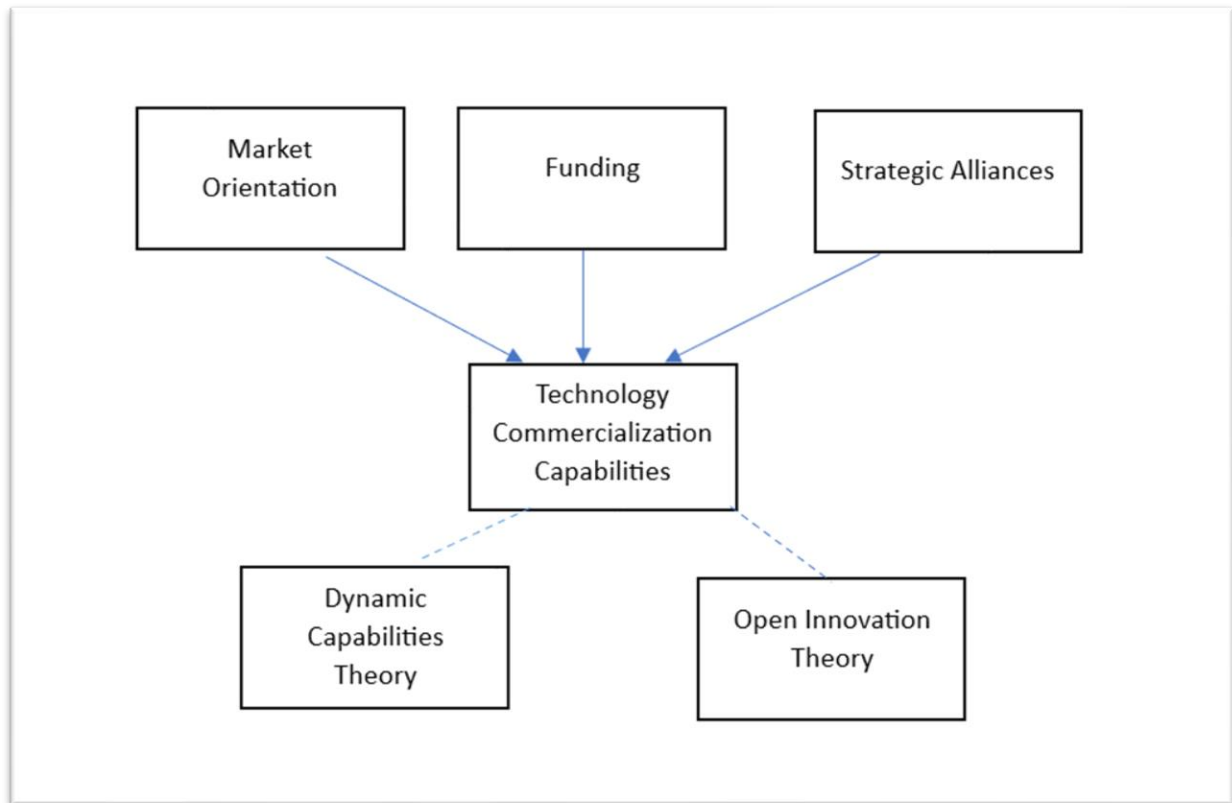 Market
Orientation
Funding
Strategic Alliances
Technology
Commercialization
Capabilities
Dynamic
Capabilities
Theory
Open Innovation
Theory